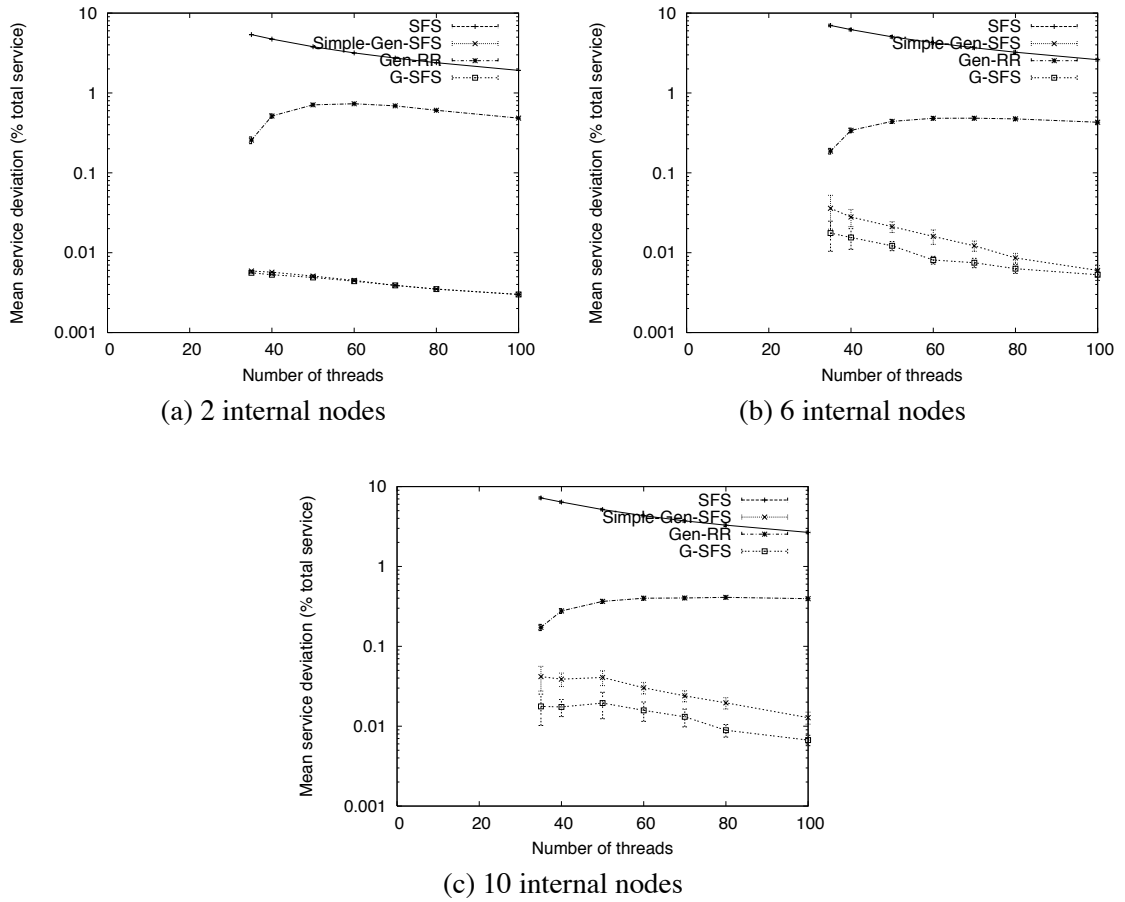 10
1
0.1
0.01
0.001
0
20
40
60
80
100
Mean service deviation (% total service)
Number of threads
SFS
Simple-Gen-SFS
Gen-RR
G-SFS
(a) 2 internal nodes
10
1
0.1
0.01
0.001
0
20
40
60
80
100
Mean service deviation (% total service)
Number of threads
SFS
Simple-Gen-SFS
Gen-RR
G-SFS
(b) 6 internal nodes
10
1
0.1
0.01
0.001
0
20
40
60
80
100
Mean service deviation (% total service)
Number of threads
SFS
Simple-Gen-SFS
Gen-RR
G-SFS
(c) 10 internal nodes